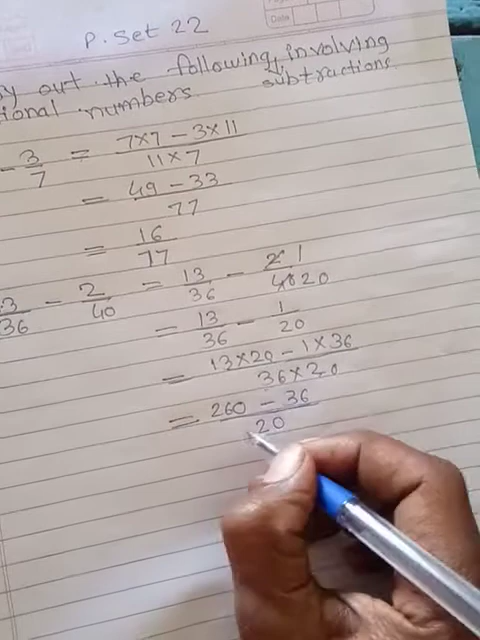 Date
P. Set 22
out the following, involving
numbers subtractions
- 3/7 = 7×7 - 3×11 / 11×7
= 49 - 33 / 77
= 16/77
/36 - 2/40 = 13/36 - 2 1/40 20
= 13/36 - 1/20
= 13×20 - 1×36 / 36×20
= 260 - 36 / 20